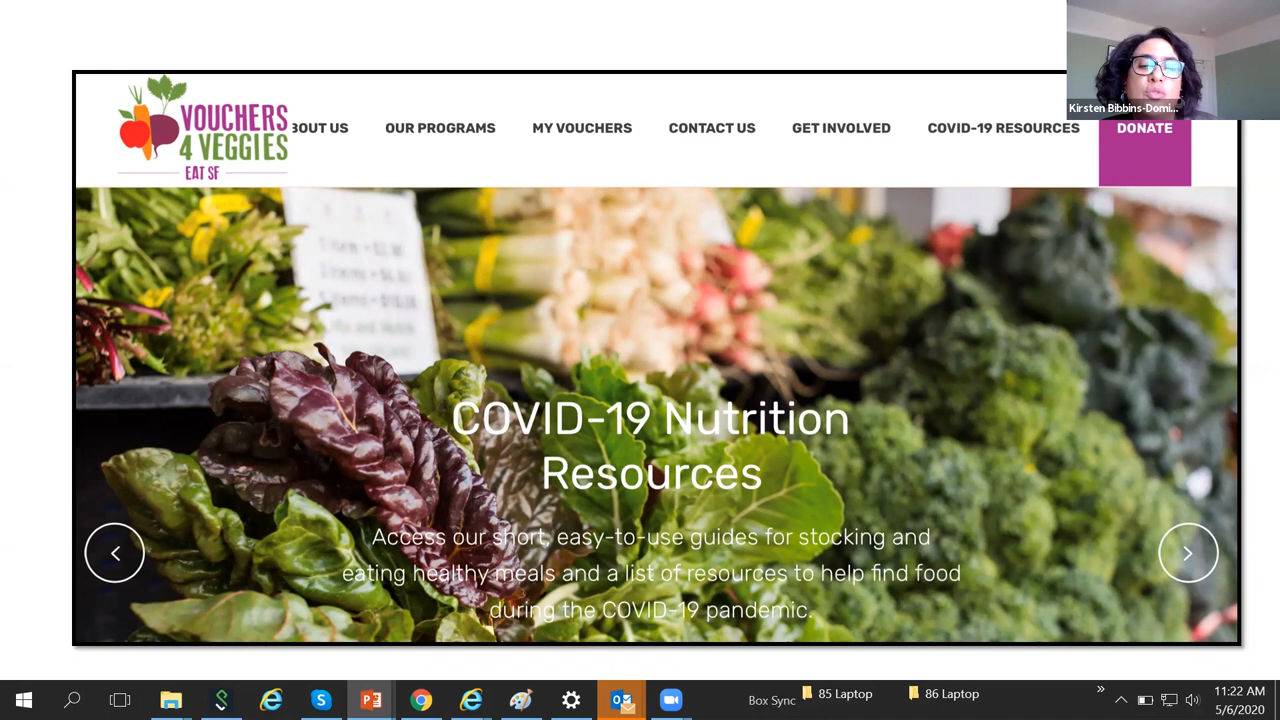 Kirsten Bibbins-Domi...
VOUCHERS
4 VEGGIES
EAT SF
BOUT US
OUR PROGRAMS
MY VOUCHERS
CONTACT US
GET INVOLVED
COVID-19 RESOURCES
DONATE
COVID-19 Nutrition
Resources
Access our short, easy-to-use guides for stocking and
eating healthy meals and a list of resources to help find food
during the COVID-19 pandemic.
Box Sync
85 Laptop
86 Laptop
11:22 AM
5/6/2020